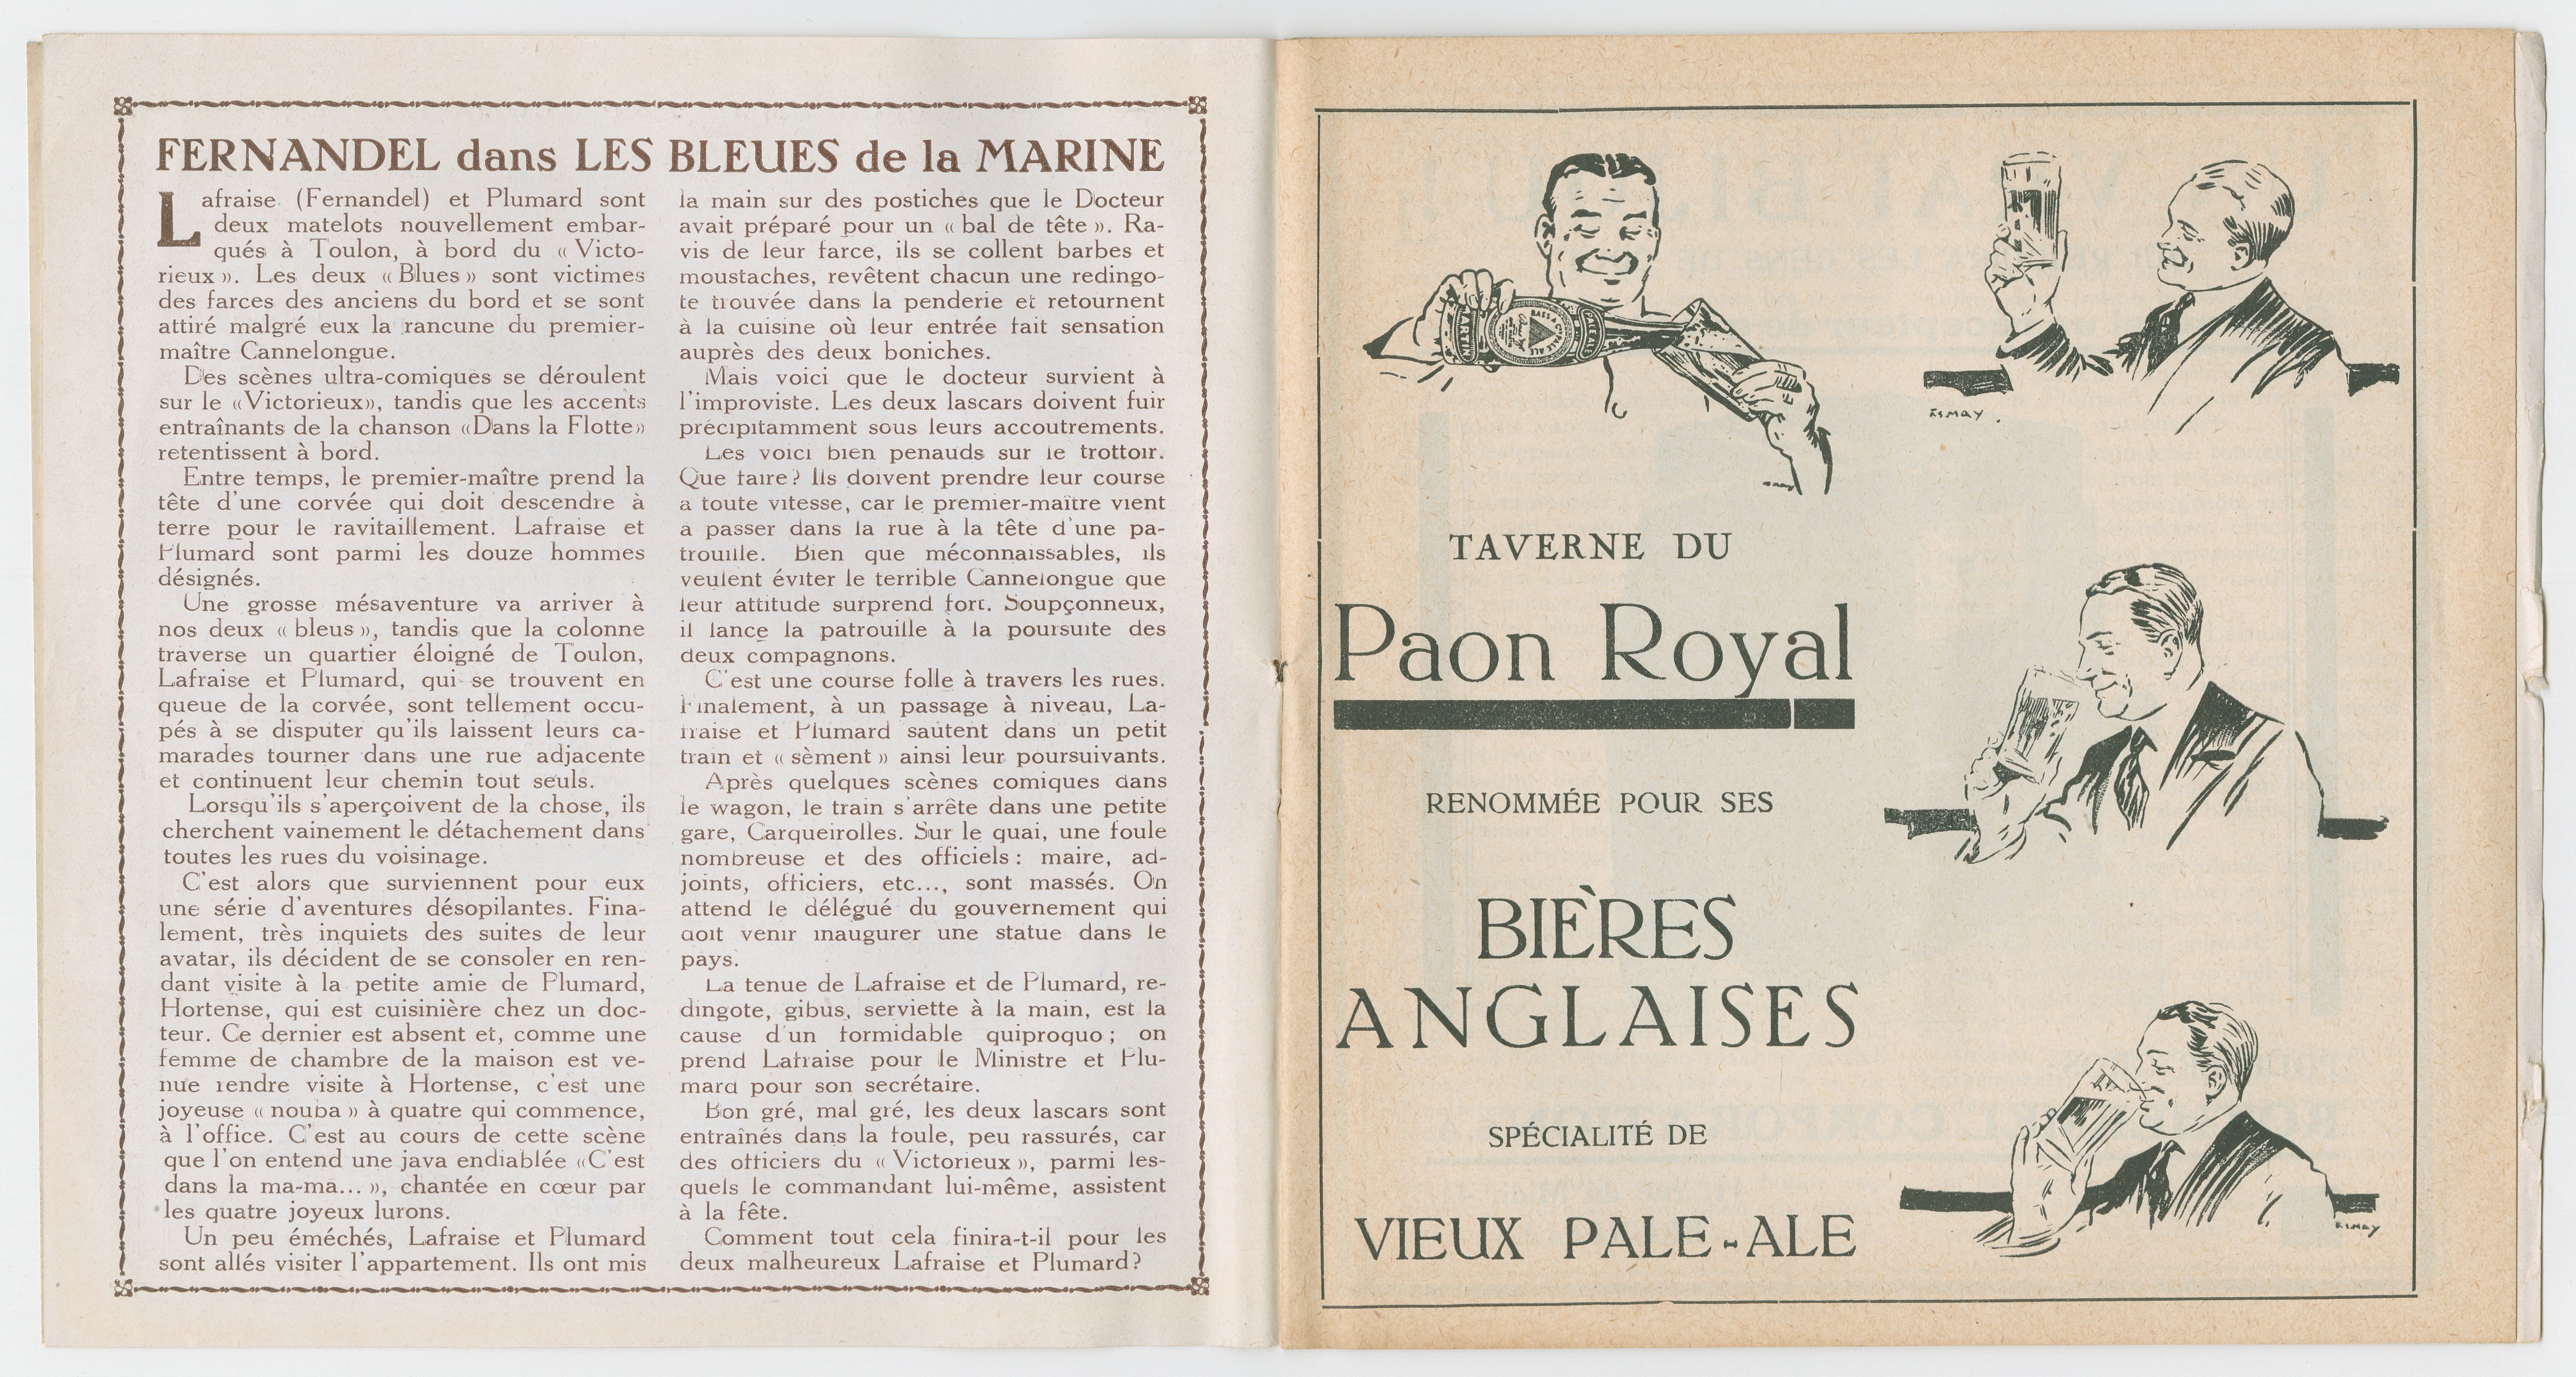 FERNANDEL dans LES BLEUES de la MARINE
Lafraise (Fernandel) et Plumard sont
deux matelots nouvellement embar-
qués à Toulon, à bord du « Victo-
rieux ». Les deux « Blues » sont victimes
des farces des anciens du bord et se sont
attiré malgré eux la rancune du premier-
maître Cannelongue.
Des scènes ultra-comiques se déroulent
sur le «Victorieux», tandis que les accents
entraînants de la chanson «Dans la Flotte»
retentissent à bord.
Entre temps, le premier-maître prend la
tête d'une corvée qui doit descendre à
terre pour le ravitaillement. Lafraise et
Plumard sont parmi les douze hommes
désignés.
Une grosse mésaventure va arriver à
nos deux « bleus », tandis que la colonne
traverse un quartier éloigné de Toulon,
Lafraise et Plumard, qui se trouvent en
queue de la corvée, sont tellement occu-
pés à se disputer qu'ils laissent leurs ca-
marades tourner dans une rue adjacente
et continuent leur chemin tout seuls.
Lorsqu'ils s'aperçoivent de la chose, ils
cherchent vainement le détachement dans
toutes les rues du voisinage.
C'est alors que surviennent pour eux
une série d'aventures désopilantes. Fina-
lement, très inquiets des suites de leur
avatar, ils décident de se consoler en ren-
dant visite à la petite amie de Plumard,
Hortense, qui est cuisinière chez un doc-
teur. Ce dernier est absent et, comme une
femme de chambre de la maison est ve-
nue rendre visite à Hortense, c'est une
joyeuse « nouba » à quatre qui commence,
à l'office. C'est au cours de cette scène
que l'on entend une java endiablée «C'est
dans la ma-ma... », chantée en cœur par
les quatre joyeux lurons.
Un peu éméchés, Lafraise et Plumard
sont allés visiter l'appartement. Ils ont mis
la main sur des postiches que le Docteur
avait préparé pour un « bal de tête ». Ra-
vis de leur farce, ils se collent barbes et
moustaches, revêtent chacun une redingo-
te trouvée dans la penderie et retournent
à la cuisine où leur entrée fait sensation
auprès des deux boniches.
Mais voici que le docteur survient à
l'improviste. Les deux lascars doivent fuir
précipitamment sous leurs accoutrements.
Les voici bien penauds sur le trottoir.
Que faire? Ils doivent prendre leur course
à toute vitesse, car le premier-maître vient
à passer dans la rue à la tête d'une pa-
trouille. Bien que méconnaissables, ils
veulent éviter le terrible Cannelongue que
leur attitude surprend fort. Soupçonneux,
il lance la patrouille à la poursuite des
deux compagnons.
C'est une course folle à travers les rues.
Finalement, à un passage à niveau, La-
fraise et Plumard sautent dans un petit
train et « sèment » ainsi leur poursuivants.
Après quelques scènes comiques dans
le wagon, le train s'arrête dans une petite
gare, Carqueirolles. Sur le quai, une foule
nombreuse et des officiels : maire, ad-
joints, officiers, etc..., sont massés. On
attend le délégué du gouvernement qui
doit venir inaugurer une statue dans le
pays.
La tenue de Lafraise et de Plumard, re-
dingote, gibus, serviette à la main, est la
cause d'un formidable quiproquo ; on
prend Lafraise pour le Ministre et Plu-
mard pour son secrétaire.
Bon gré, mal gré, les deux lascars sont
entraînés dans la foule, peu rassurés, car
des officiers du « Victorieux », parmi les-
quels le commandant lui-même, assistent
à la fête.
Comment tout cela finira-t-il pour les
deux malheureux Lafraise et Plumard?
MARTIN
BASS & CO PALE ALE
F.S MAY.
TAVERNE DU
Paon Royal
RENOMMÉE POUR SES
BIÈRES
ANGLAISES
SPÉCIALITÉ DE
VIEUX PALE-ALE
F.S MAY